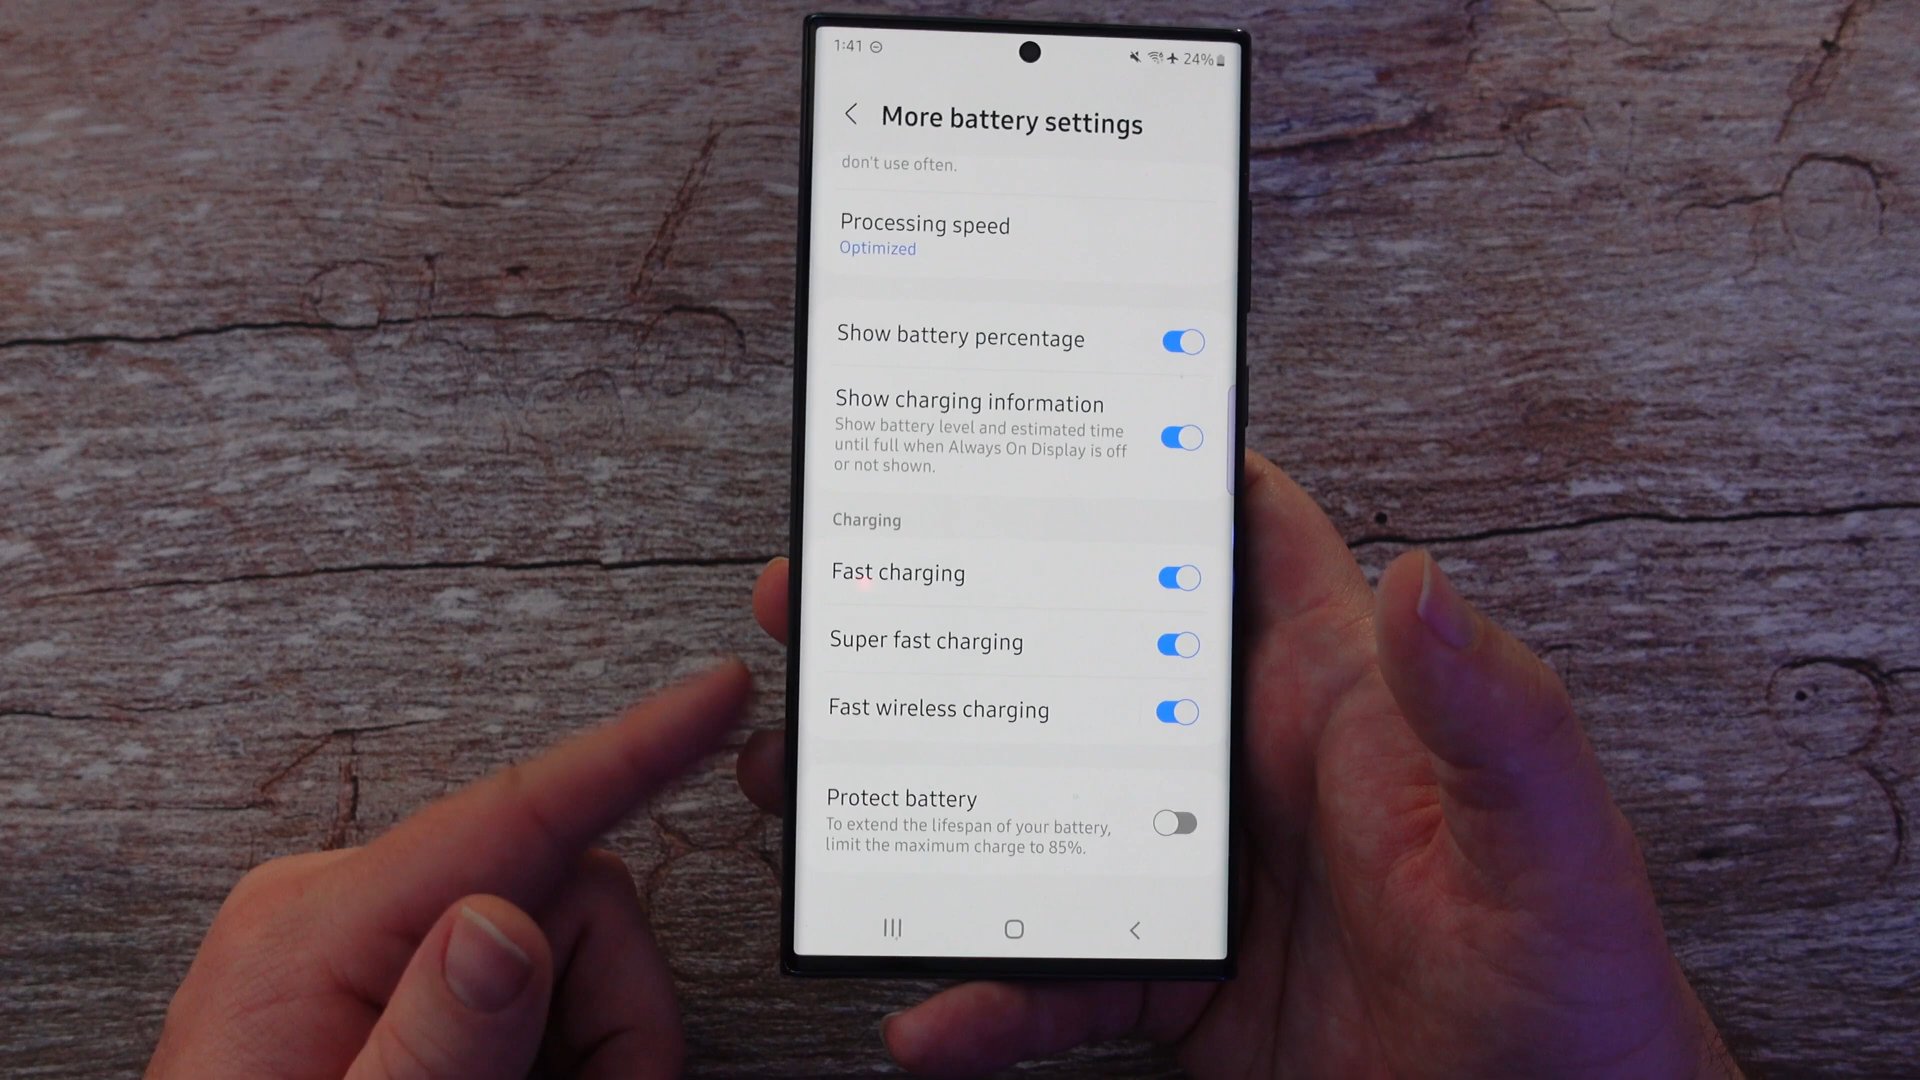 1:41 24%
More battery settings
don't use often.
Processing speed
Optimized
Show battery percentage
Show charging information
Show battery level and estimated time
until full when Always On Display is off
or not shown.
Charging
Fast charging
Super fast charging
Fast wireless charging
Protect battery
To extend the lifespan of your battery,
limit the maximum charge to 85%.